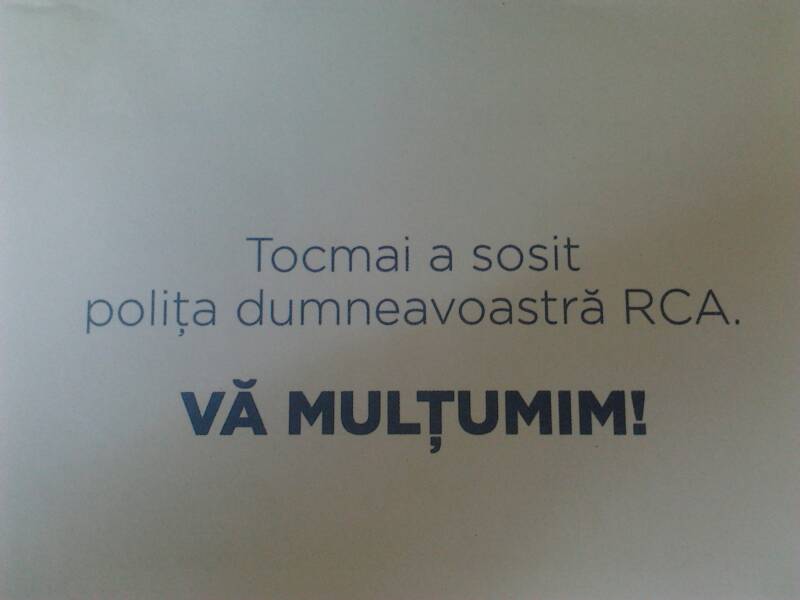 Tocmai a sosit
polița dumneavoastră RCA.
VĂ MULȚUMIM!